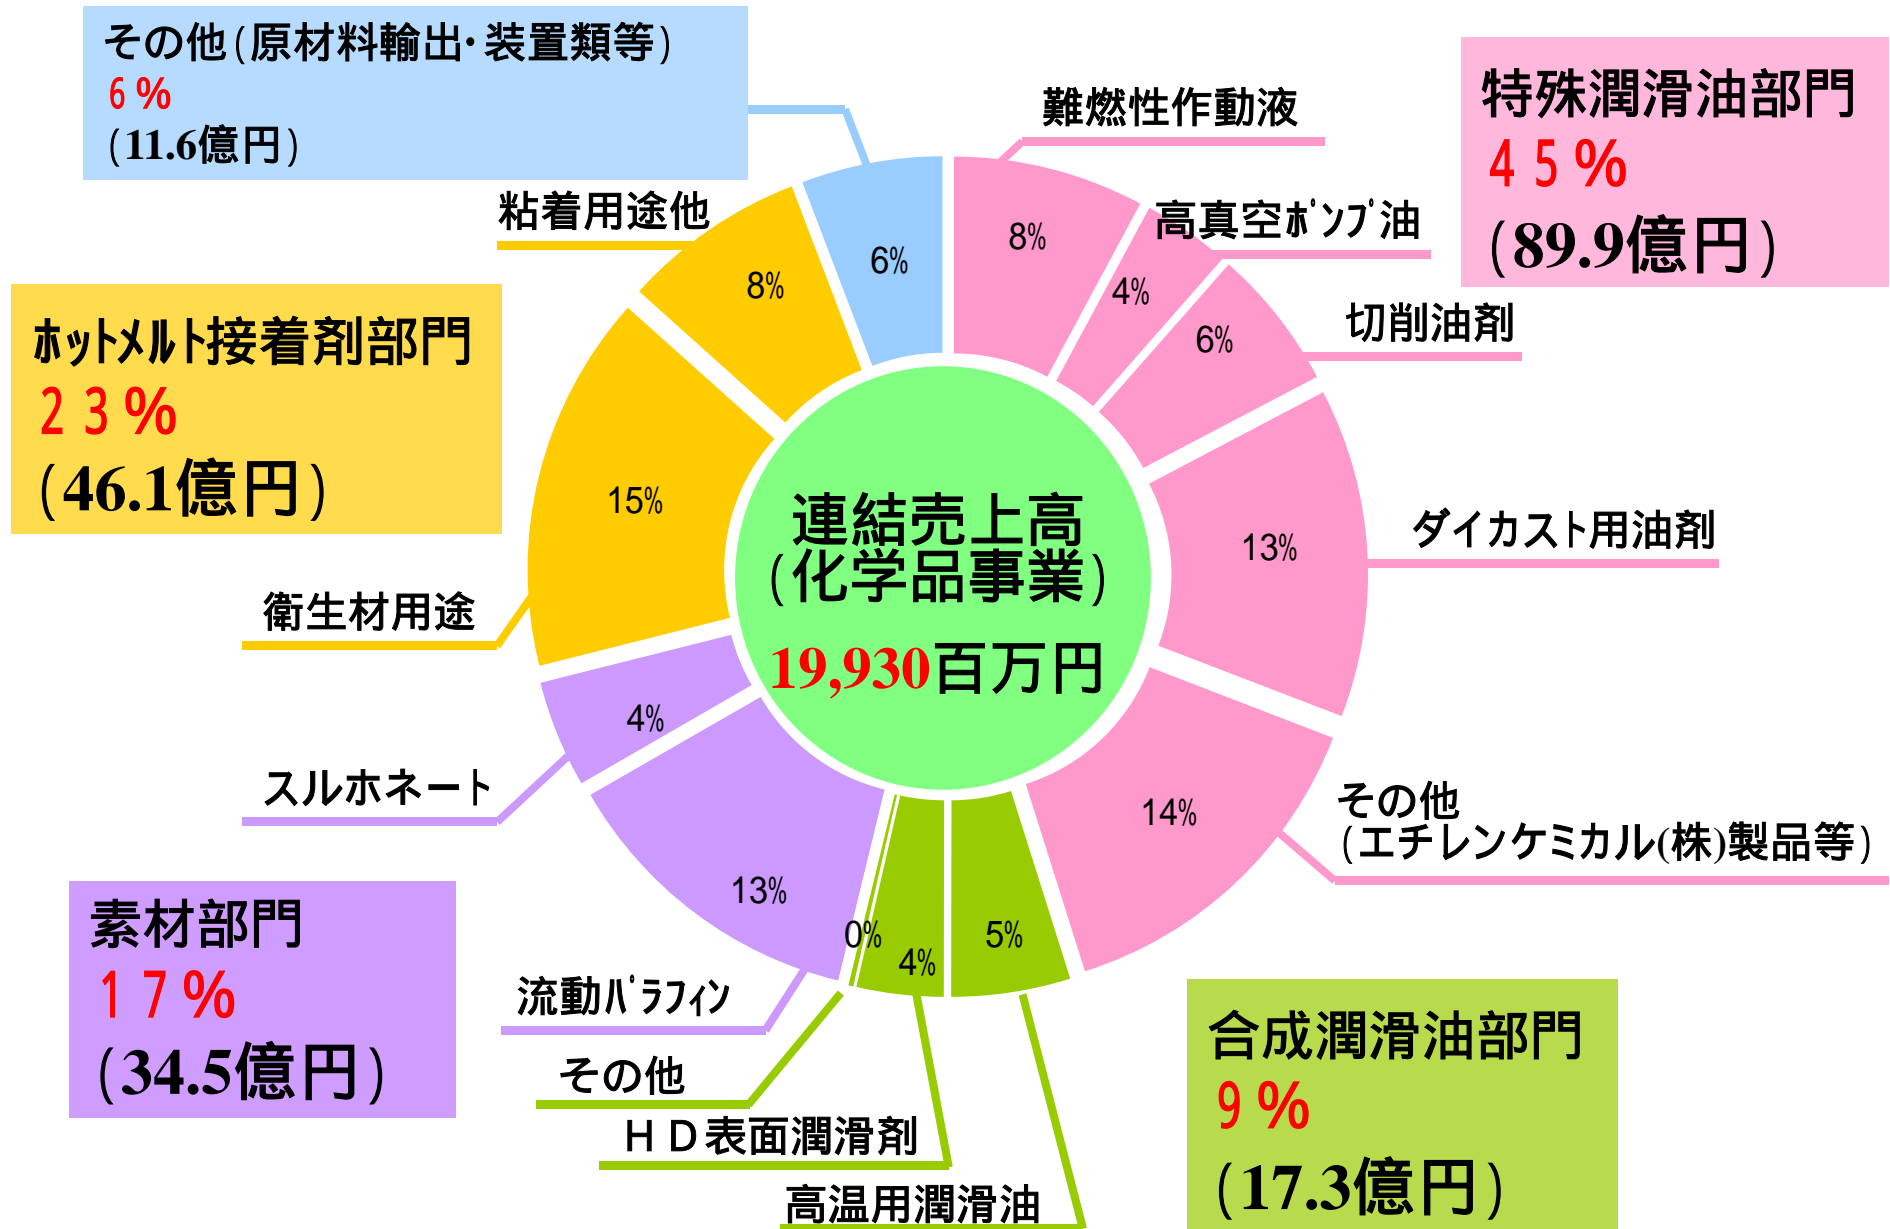 その他(原材料輸出･装置類等)
６％
(11.6億円)
難燃性作動液
特殊潤滑油部門
４５％
(89.9億円)
粘着用途他
高真空ﾎﾟﾝﾌﾟ油
8%
4%
6%
8%
6%
切削油剤
ﾎｯﾄﾒﾙﾄ接着剤部門
２３％
(46.1億円)
15%
13%
連結売上高
(化学品事業)
19,930百万円
ダイカスト用油剤
衛生材用途
4%
スルホネート
14%
その他
(エチレンケミカル(株)製品等)
13%
0%
4%
5%
素材部門
１７％
(34.5億円)
流動ﾊﾟﾗﾌｨﾝ
その他
ＨＤ表面潤滑剤
高温用潤滑油
合成潤滑油部門
９％
(17.3億円)